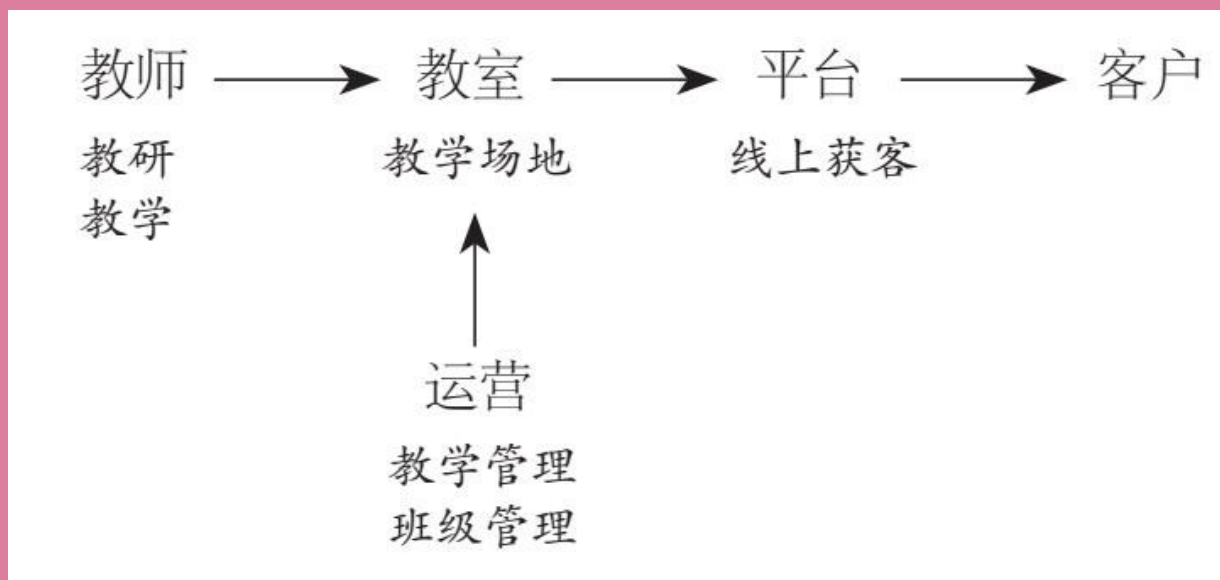 教师 教室 平台 客户
教研 教学场地 线上获客
教学
运营
教学管理
班级管理